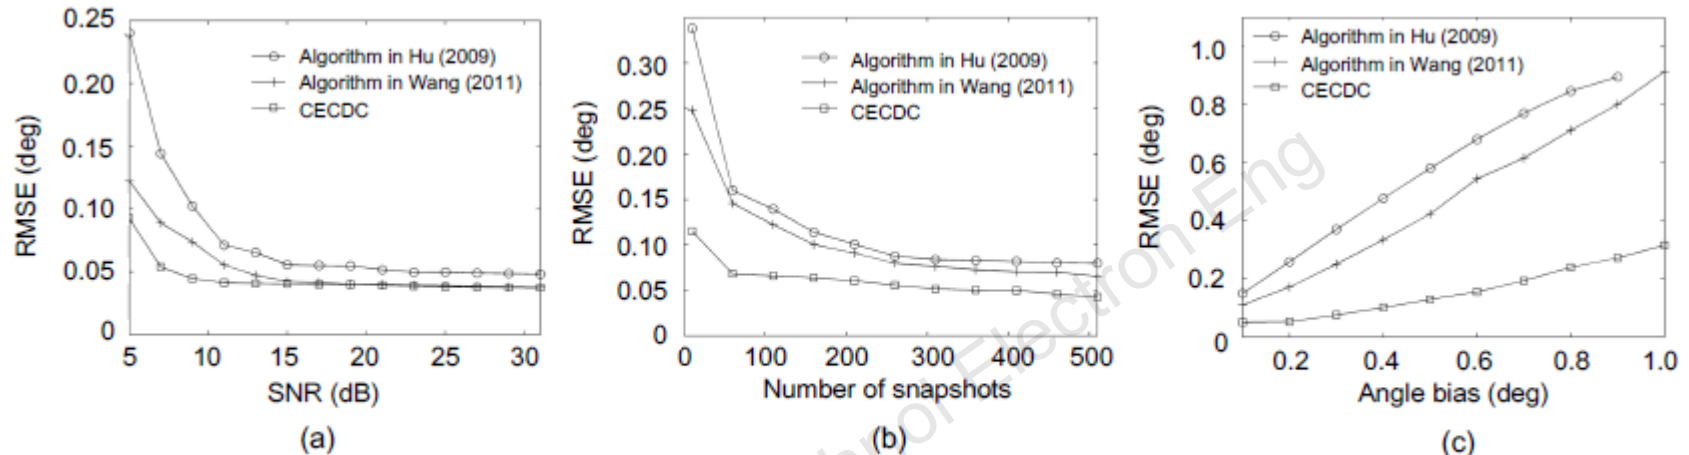 0.25
0.20
0.15
0.10
0.05
0
RMSE (deg)
Algorithm in Hu (2009)
Algorithm in Wang (2011)
CECDC
5 10 15 20 25 30
SNR (dB)
(a)
0.30
0.25
0.20
0.15
0.10
0.05
0
RMSE (deg)
Algorithm in Hu (2009)
Algorithm in Wang (2011)
CECDC
0 100 200 300 400 500
Number of snapshots
(b)
1.0
0.8
0.6
0.4
0.2
0
RMSE (deg)
Algorithm in Hu (2009)
Algorithm in Wang (2011)
CECDC
0.2 0.4 0.6 0.8 1.0
Angle bias (deg)
(c)
Electron Eng